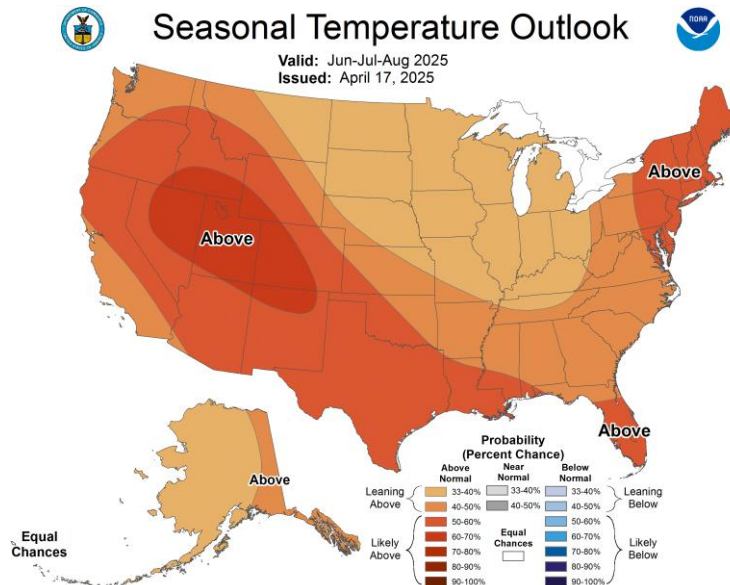 Seasonal Temperature Outlook
NOAA
Valid: Jun-Jul-Aug 2025
Issued: April 17, 2025
Above
Above
Above
Above
Equal
Chances
Probability
(Percent Chance)
Above
Normal
Near
Normal
Below
Normal
Leaning
Above
33-40%
33-40%
33-40%
Leaning
Below
40-50%
40-50%
40-50%
Likely
Above
50-60%
Equal
Chances
50-60%
Likely
Below
60-70%
60-70%
70-80%
70-80%
80-90%
80-90%
90-100%
90-100%